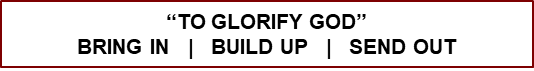 “TO GLORIFY GOD”
BRING IN | BUILD UP | SEND OUT